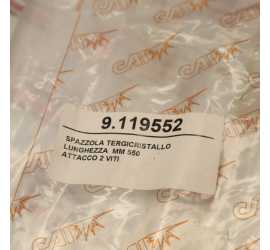 9.119552
SPAZZOLA TERGICRISTALLO
LUNGHEZZA MM 550
ATTACCO 2 VITI